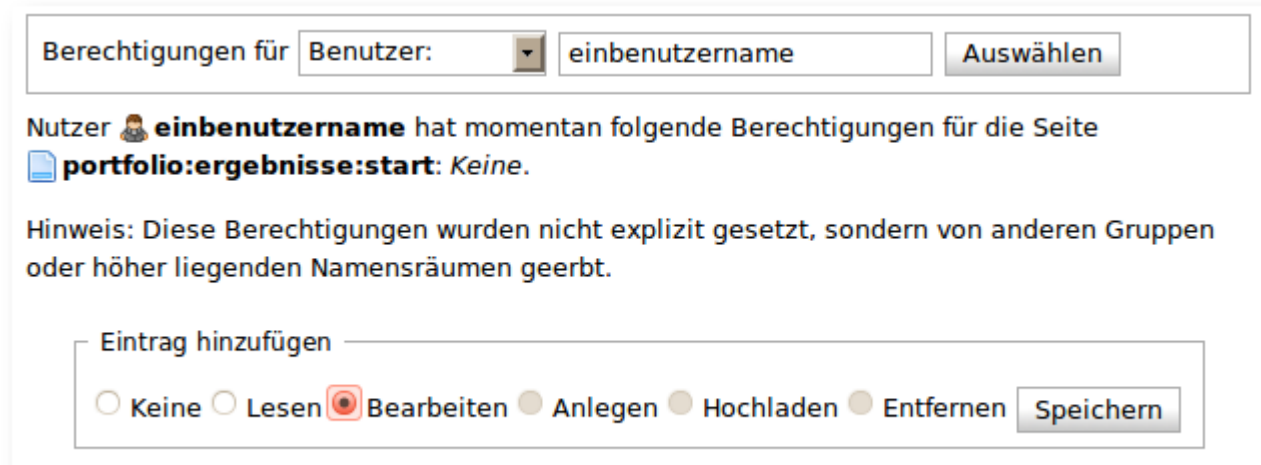 Berechtigungen für Benutzer: einbenutzername Auswählen
Nutzer einbenutzername hat momentan folgende Berechtigungen für die Seite
portfolio:ergebnisse:start: Keine.
Hinweis: Diese Berechtigungen wurden nicht explizit gesetzt, sondern von anderen Gruppen
oder höher liegenden Namensräumen geerbt.
Eintrag hinzufügen
Keine Lesen Bearbeiten Anlegen Hochladen Entfernen Speichern